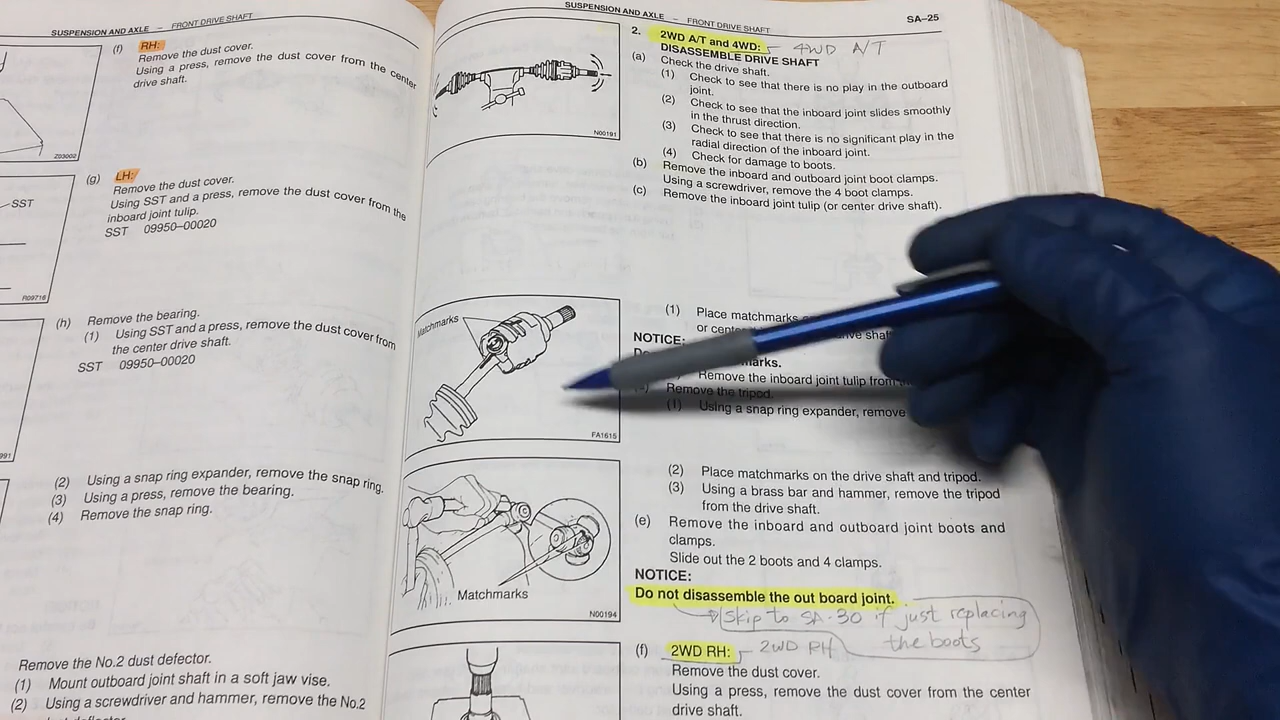 SUSPENSION AND AXLE – FRONT DRIVE SHAFT
(f) RH:
Remove the dust cover.
Using a press, remove the dust cover from the center
drive shaft.
Z03002
(g) LH:
Remove the dust cover.
Using SST and a press, remove the dust cover from the
inboard joint tulip.
SST 09950–00020
SST
R09716
(h) Remove the bearing.
(1) Using SST and a press, remove the dust cover from
the center drive shaft.
SST 09950–00020
(2) Using a snap ring expander, remove the snap ring.
(3) Using a press, remove the bearing.
(4) Remove the snap ring.
Remove the No.2 dust defector.
(1) Mount outboard joint shaft in a soft jaw vise.
(2) Using a screwdriver and hammer, remove the No.2
SUSPENSION AND AXLE – FRONT DRIVE SHAFT
SA–25
N00191
2. 2WD A/T and 4WD: 4WD A/T
DISASSEMBLE DRIVE SHAFT
(a) Check the drive shaft.
(1) Check to see that there is no play in the outboard
joint.
(2) Check to see that the inboard joint slides smoothly
in the thrust direction.
(3) Check to see that there is no significant play in the
radial direction of the inboard joint.
(4) Check for damage to boots.
(b) Remove the inboard and outboard joint boot clamps.
Using a screwdriver, remove the 4 boot clamps.
(c) Remove the inboard joint tulip (or center drive shaft).
Matchmarks
FA1615
(1) Place matchmarks
or
NOTICE:
Remove the inboard joint tulip from
Remove the tripod.
(1) Using a snap ring expander, remove
(2) Place matchmarks on the drive shaft and tripod.
(3) Using a brass bar and hammer, remove the tripod
from the drive shaft.
Matchmarks
N00194
(e) Remove the inboard and outboard joint boots and
clamps.
Slide out the 2 boots and 4 clamps.
NOTICE:
Do not disassemble the out board joint.
Skip to SA-30 if just replacing
the boots
(f) 2WD RH: 2WD RH
Remove the dust cover.
Using a press, remove the dust cover from the center
drive shaft.